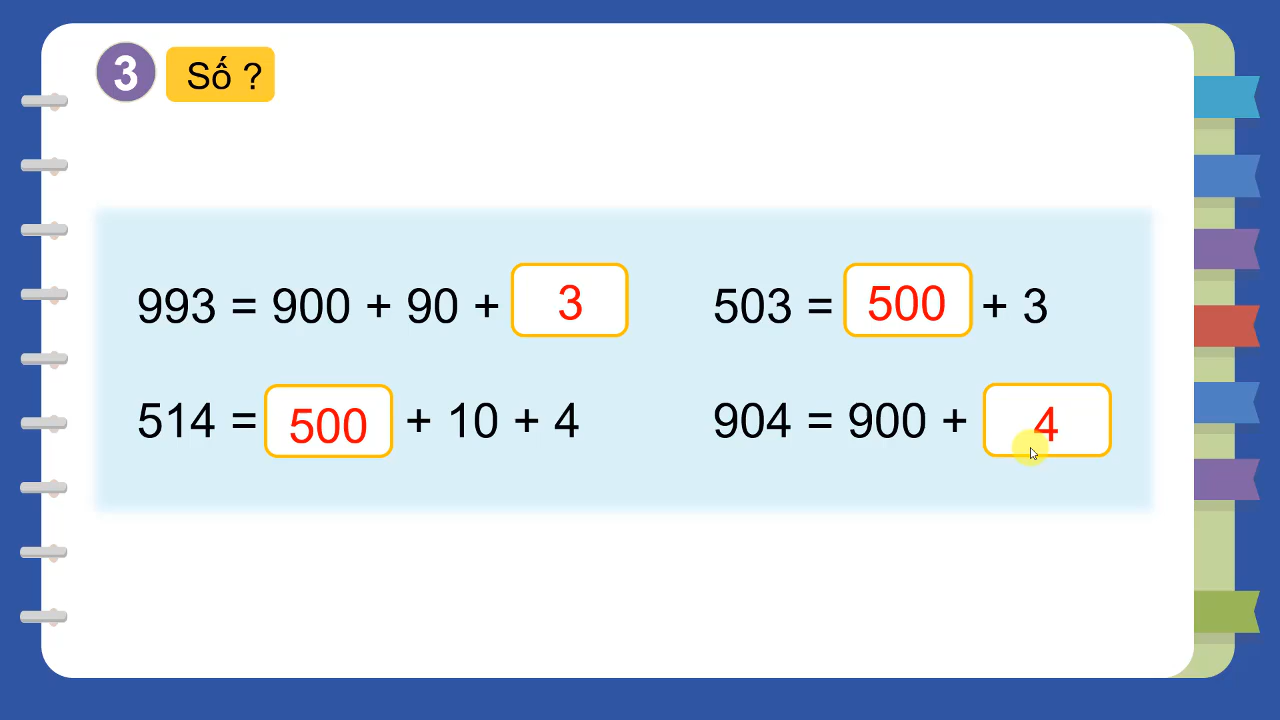 3 Số ?
993 = 900 + 90 + 3
503 = 500 + 3
514 = 500 + 10 + 4
904 = 900 + 4